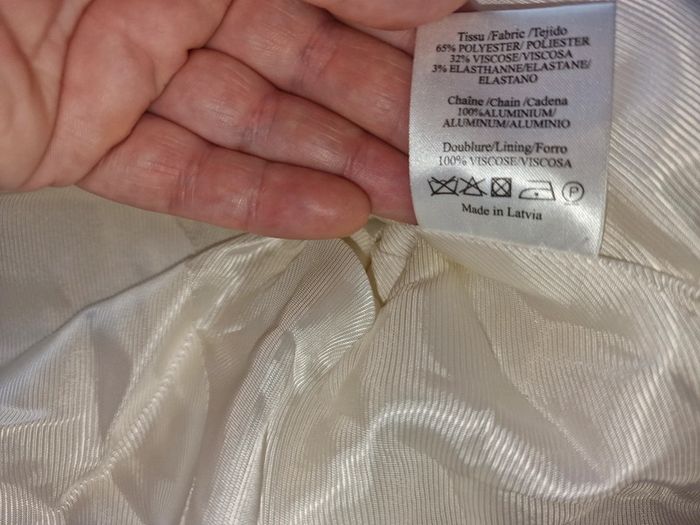 Tissu /Fabric /Tejido
65% POLYESTER/ POLIESTER
32% VISCOSE/VISCOSA
3% ELASTHANNE/ELASTANE/
ELASTANO
Chaîne /Chain /Cadena
100%ALUMINIUM/
ALUMINUM/ALUMINIO
Doublure/Lining/Forro
100% VISCOSE/VISCOSA
P
Made in Latvia